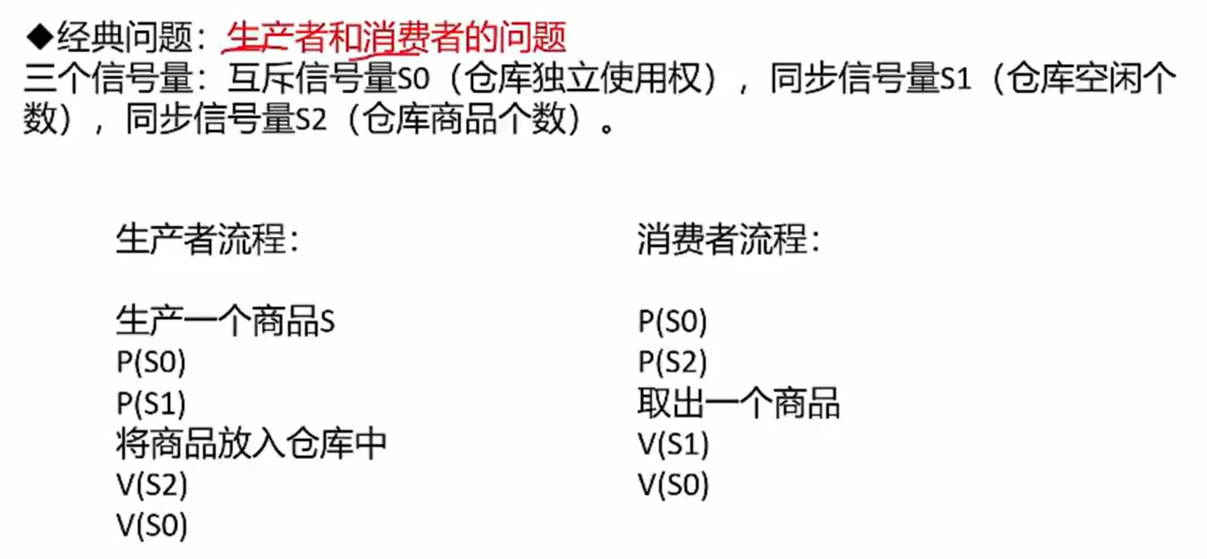 ◆经典问题：生产者和消费者的问题
三个信号量：互斥信号量S0（仓库独立使用权），同步信号量S1（仓库空闲个
数），同步信号量S2（仓库商品个数）。
生产者流程：
生产一个商品S
P(S0)
P(S1)
将商品放入仓库中
V(S2)
V(S0)
消费者流程：
P(S0)
P(S2)
取出一个商品
V(S1)
V(S0)